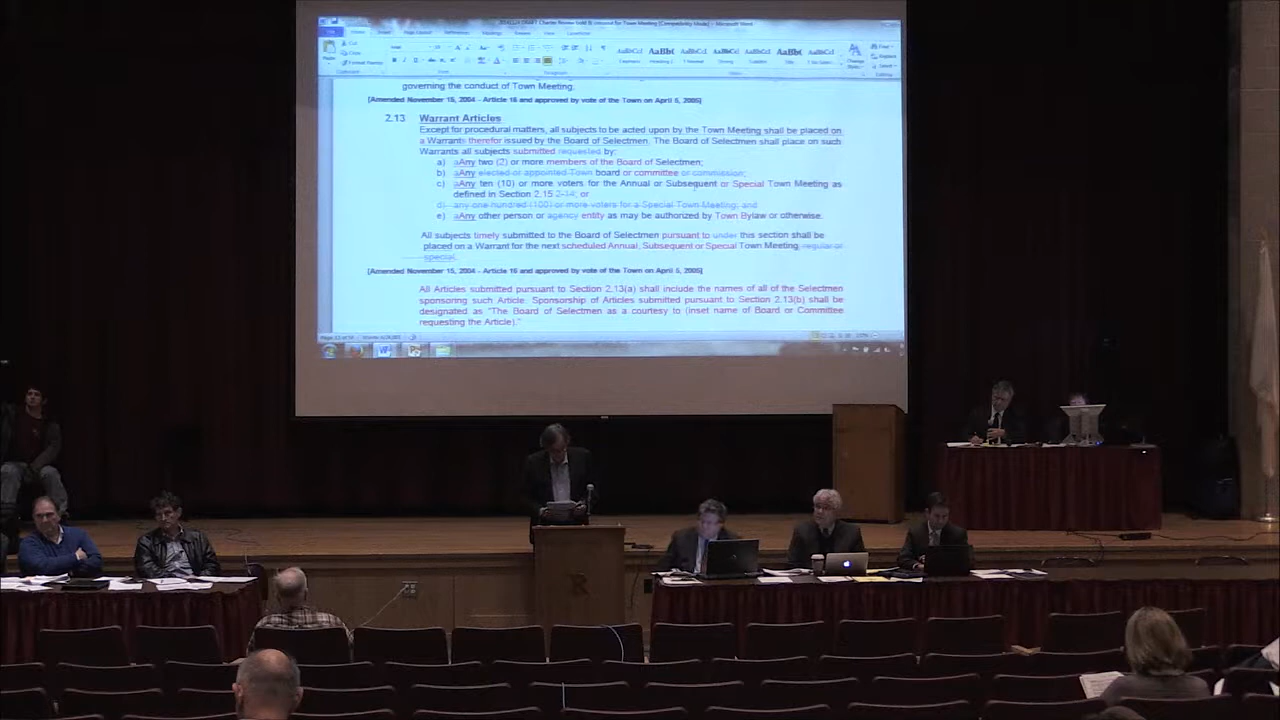 governing the conduct of Town Meeting.
[Amended November 15, 2004 - Article 16 and approved by vote of the Town on April 5, 2005]
2.13 Warrant Articles
Except for procedural matters, all subjects to be acted upon by the Town Meeting shall be placed on
a Warrants therefor issued by the Board of Selectmen. The Board of Selectmen shall place on such
Warrants all subjects submitted requested by:
a) aAny two (2) or more members of the Board of Selectmen;
b) aAny elected or appointed Town board or committee or commission;
c) aAny ten (10) or more voters for the Annual or Subsequent or Special Town Meeting as
defined in Section 2.15 2-14; or
d) any one hundred (100) or more voters for a Special Town Meeting; and
e) aAny other person or agency entity as may be authorized by Town Bylaw or otherwise.
All subjects timely submitted to the Board of Selectmen pursuant to under this section shall be
placed on a Warrant for the next scheduled Annual, Subsequent or Special Town Meeting regular or
special.
[Amended November 15, 2004 - Article 16 and approved by vote of the Town on April 5, 2005]
All Articles submitted pursuant to Section 2.13(a) shall include the names of all of the Selectmen
sponsoring such Article. Sponsorship of Articles submitted pursuant to Section 2.13(b) shall be
designated as "The Board of Selectmen as a courtesy to (inset name of Board or Committee
requesting the Article)."
R